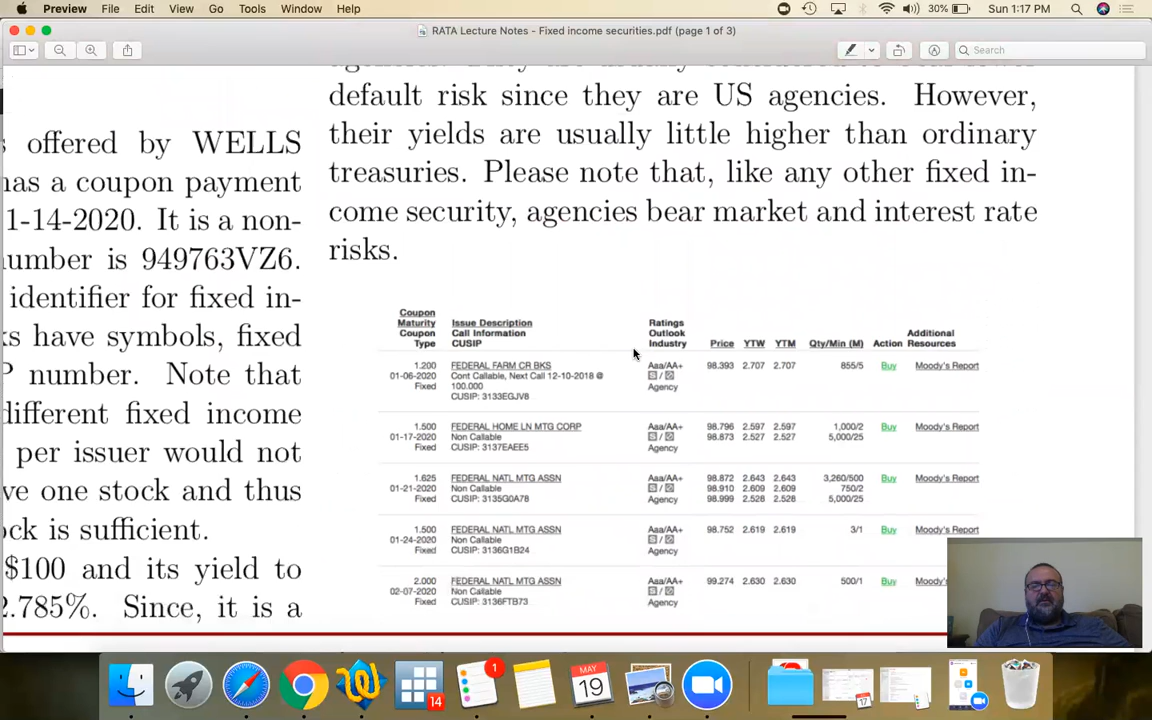 Preview File Edit View Go Tools Window Help 30% Sun 1:17 PM
RATA Lecture Notes - Fixed income securities.pdf (page 1 of 3)
Search
default risk since they are US agencies. However,
their yields are usually little higher than ordinary
treasuries. Please note that, like any other fixed in-
come security, agencies bear market and interest rate
risks.
offered by WELLS
has a coupon payment
1-14-2020. It is a non-
number is 949763VZ6.
identifier for fixed in-
ks have symbols, fixed
P number. Note that
different fixed income
per issuer would not
ve one stock and thus
ock is sufficient.
$100 and its yield to
2.785%. Since, it is a
Coupon
Maturity
Coupon
Type
Issue Description
Call Information
CUSIP
Ratings
Outlook
Industry
Price YTW YTM Qty/Min (M) Action
Additional
Resources
1.200
01-06-2020
Fixed
FEDERAL FARM CR BKS
Cont Callable, Next Call 12-10-2018 @
100.000
CUSIP: 3133EGJV8
Aaa/AA+
Agency
98.393 2.707 2.707 855/5 Buy Moody's Report
1.500
01-17-2020
Fixed
FEDERAL HOME LN MTG CORP
Non Callable
CUSIP: 3137EAEE5
Aaa/AA+
Agency
98.796 2.597 2.597 1,000/2 Buy Moody's Report
98.873 2.527 2.527 5,000/25
1.625
01-21-2020
Fixed
FEDERAL NATL MTG ASSN
Non Callable
CUSIP: 3135G0A78
Aaa/AA+
Agency
98.872 2.643 2.643 3,260/500 Buy Moody's Report
98.910 2.609 2.609 750/2
98.999 2.528 2.528 5,000/25
1.500
01-24-2020
Fixed
FEDERAL NATL MTG ASSN
Non Callable
CUSIP: 3136G1B24
Aaa/AA+
Agency
98.752 2.619 2.619 3/1 Buy Moody's Report
2.000
02-07-2020
Fixed
FEDERAL NATL MTG ASSN
Non Callable
CUSIP: 3136FTB73
Aaa/AA+
Agency
99.274 2.630 2.630 500/1 Buy Moody's
14
1
MAY
19
17